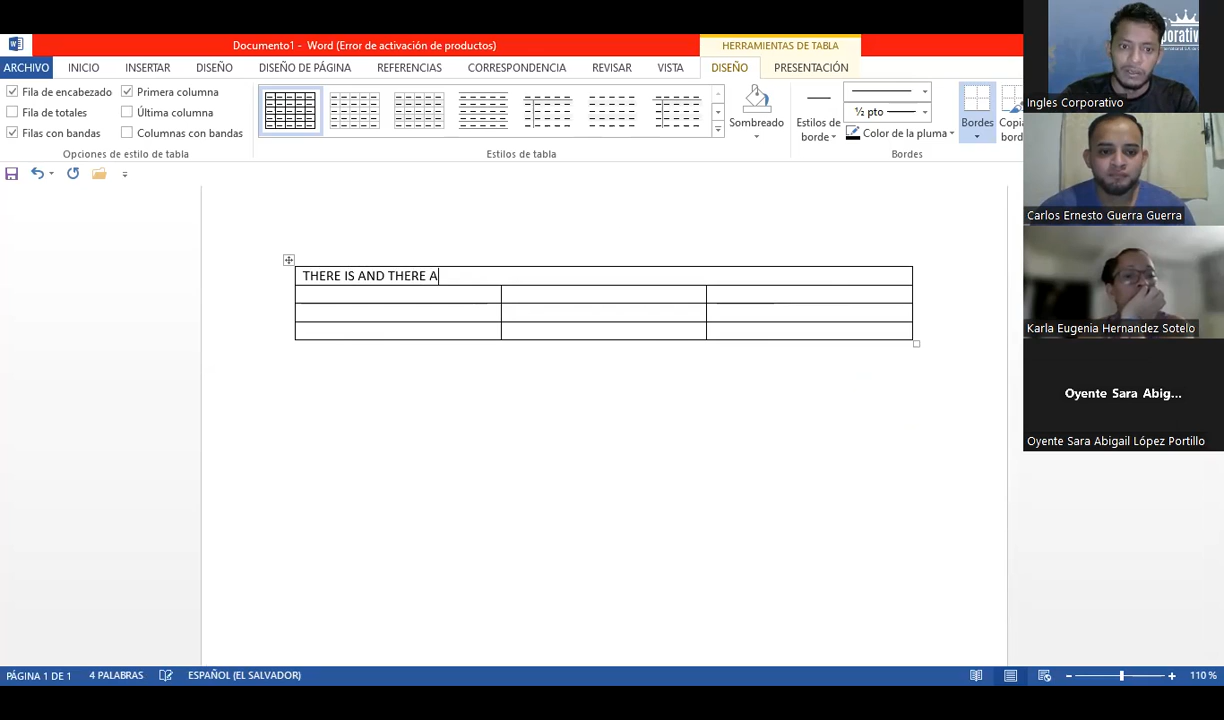 Documento1 - Word (Error de activación de productos)
HERRAMIENTAS DE TABLA
ARCHIVO INICIO INSERTAR DISEÑO DISEÑO DE PÁGINA REFERENCIAS CORRESPONDENCIA REVISAR VISTA DISEÑO PRESENTACIÓN
Fila de encabezado Primera columna
Fila de totales Última columna
Filas con bandas Columnas con bandas
Opciones de estilo de tabla
Estilos de tabla
Sombreado
Estilos de borde
½ pto
Color de la pluma
Bordes
Copia
Bordes
THERE IS AND THERE A
PÁGINA 1 DE 1 4 PALABRAS ESPAÑOL (EL SALVADOR) 110 %
Ingles Corporativo
Carlos Ernesto Guerra Guerra
Karla Eugenia Hernandez Sotelo
Oyente Sara Abig...
Oyente Sara Abigail López Portillo